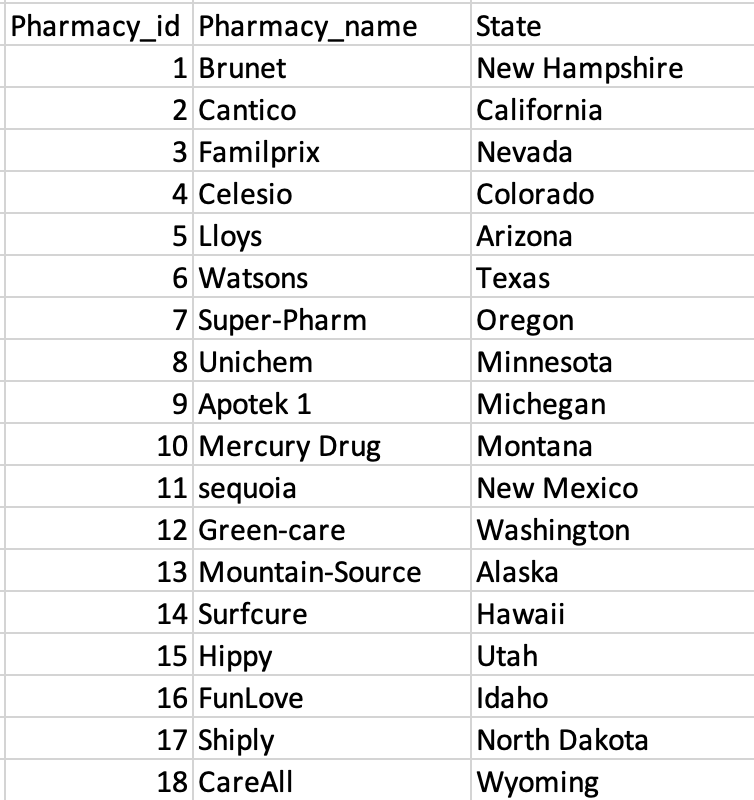 Pharmacy_id Pharmacy_name State
1 Brunet New Hampshire
2 Cantico California
3 Familprix Nevada
4 Celesio Colorado
5 Lloys Arizona
6 Watsons Texas
7 Super-Pharm Oregon
8 Unichem Minnesota
9 Apotek 1 Michegan
10 Mercury Drug Montana
11 sequoia New Mexico
12 Green-care Washington
13 Mountain-Source Alaska
14 Surfcure Hawaii
15 Hippy Utah
16 FunLove Idaho
17 Shiply North Dakota
18 CareAll Wyoming